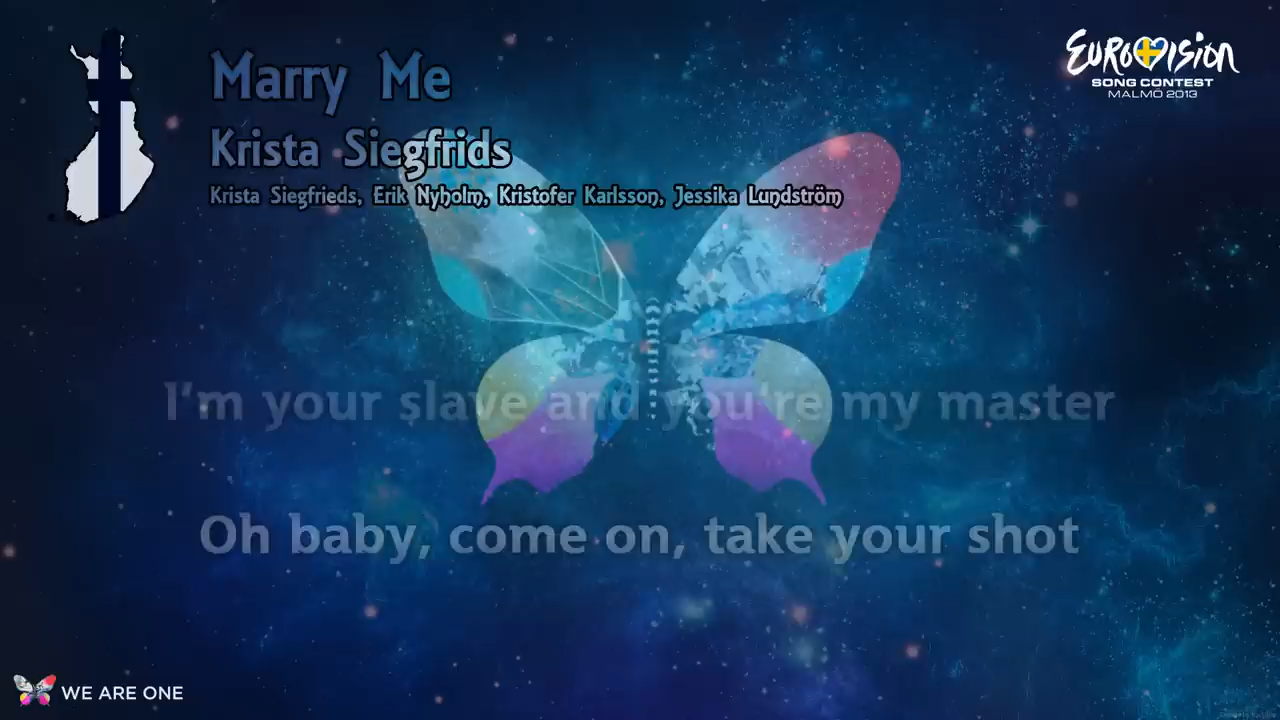 Marry Me
Krista Siegfrids
Krista Siegfrieds, Erik Nyholm, Kristofer Karlsson, Jessika Lundström
EUROVISION
SONG CONTEST
MALMÖ 2013
I'm your slave and you're my master
Oh baby, come on, take your shot
WE ARE ONE